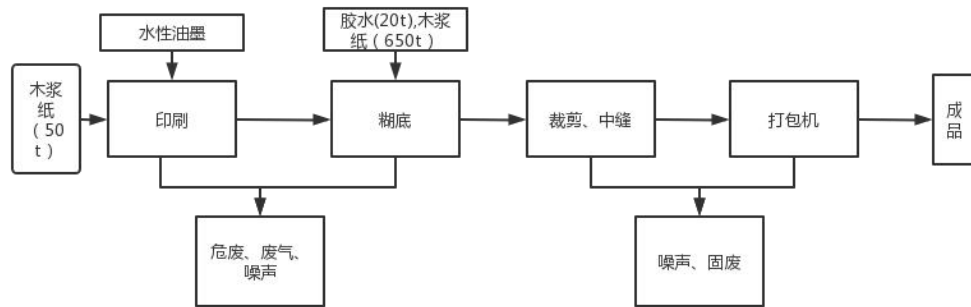 水性油墨
胶水(20t),木浆
纸（650t）
木浆
纸
（50
t）
印刷
糊底
裁剪、中缝
打包机
成
品
危废、废气、
噪声
噪声、固废